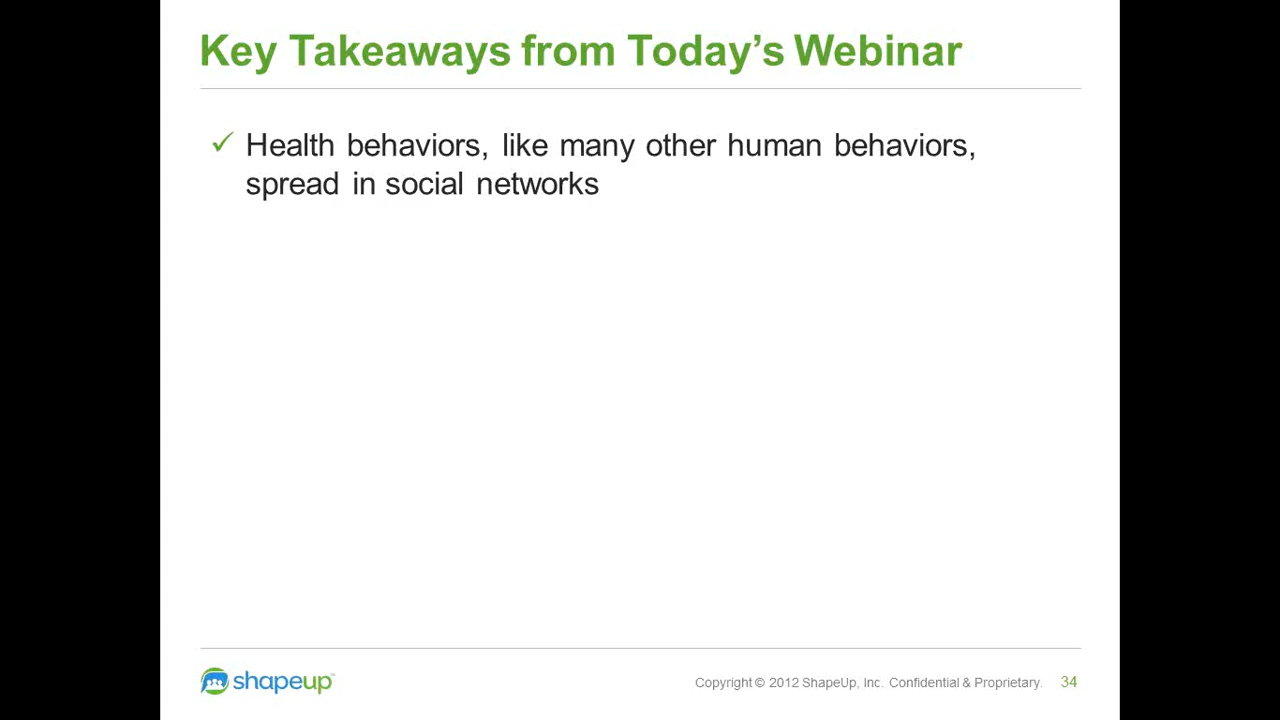 Key Takeaways from Today's Webinar
✓ Health behaviors, like many other human behaviors,
spread in social networks
shapeup™
Copyright © 2012 ShapeUp, Inc. Confidential & Proprietary. 34